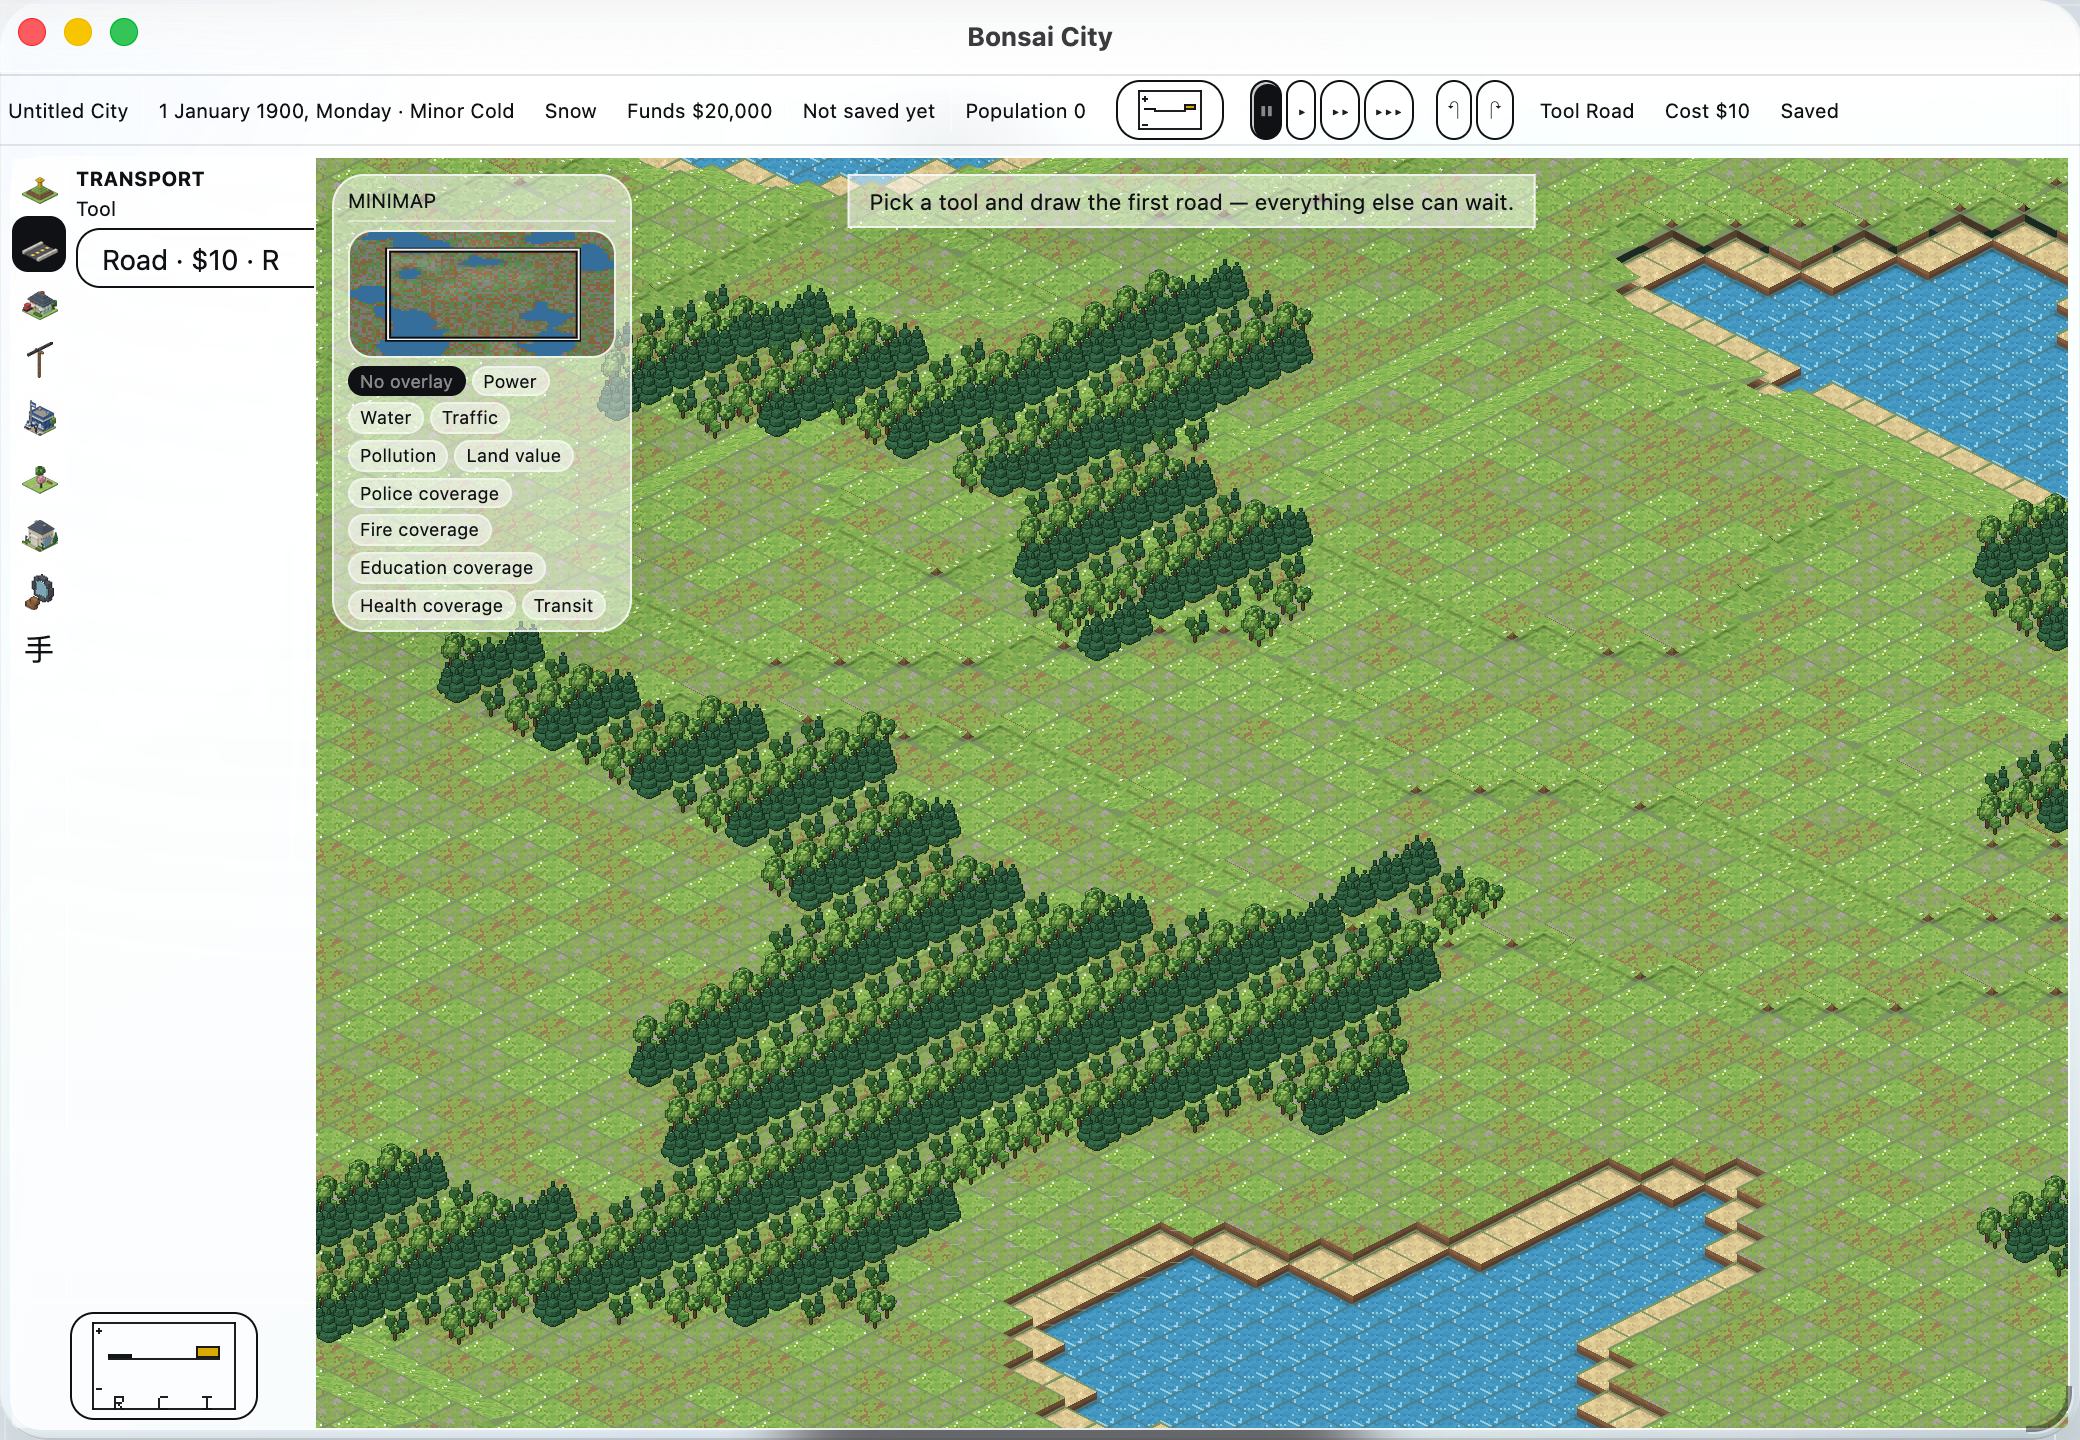 Bonsai City
Untitled City 1 January 1900, Monday · Minor Cold Snow Funds $20,000 Not saved yet Population 0 Tool Road Cost $10 Saved
TRANSPORT
Tool
Road · $10 · R
手
MINIMAP
No overlay Power
Water Traffic
Pollution Land value
Police coverage
Fire coverage
Education coverage
Health coverage Transit
Pick a tool and draw the first road — everything else can wait.
+
-
R